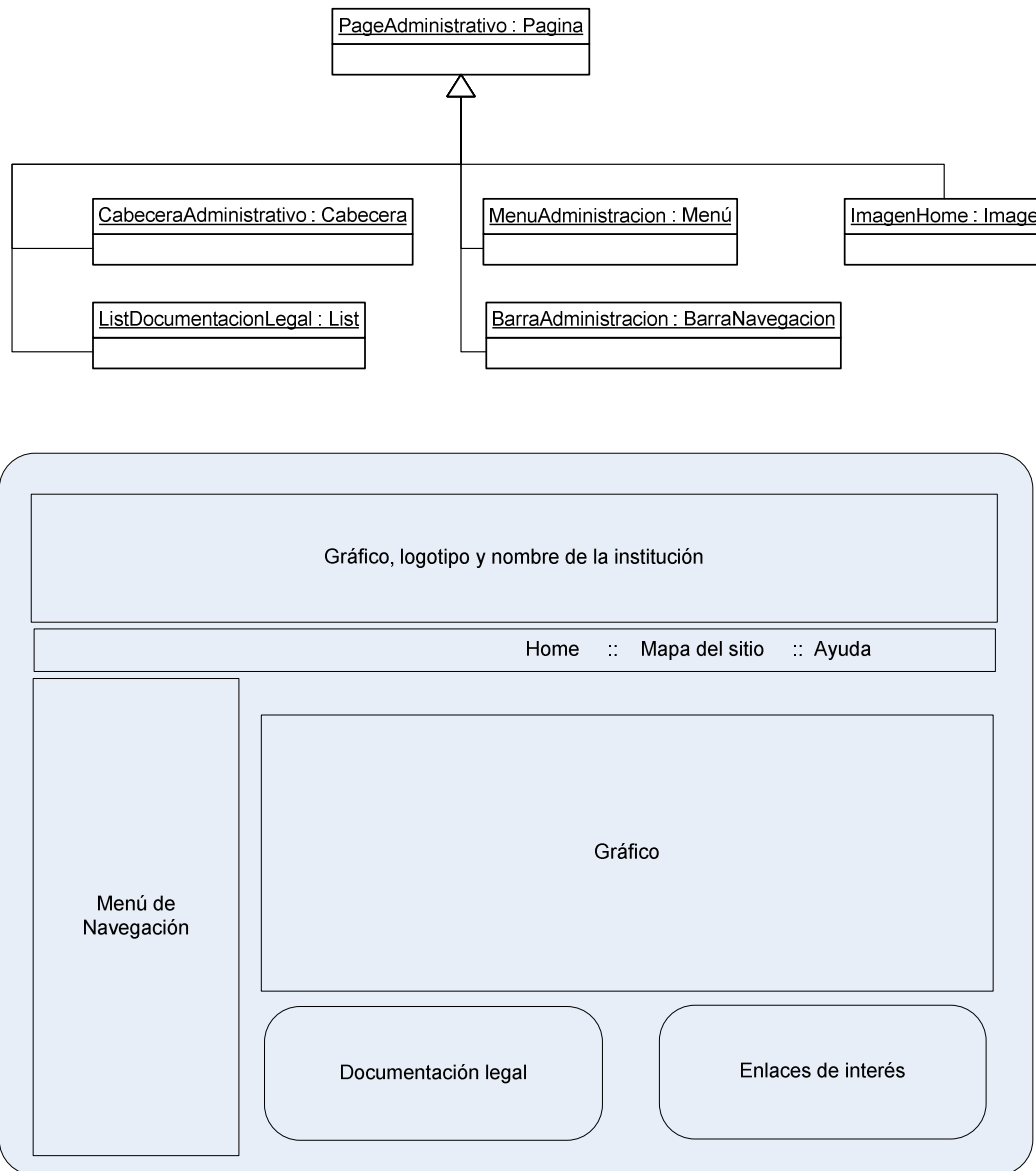 PageAdministrativo : Pagina
CabeceraAdministrativo : Cabecera
MenuAdministracion : Menú
ImagenHome : Image
ListDocumentacionLegal : List
BarraAdministracion : BarraNavegacion
Gráfico, logotipo y nombre de la institución
Home :: Mapa del sitio :: Ayuda
Menú de
Navegación
Gráfico
Documentación legal
Enlaces de interés